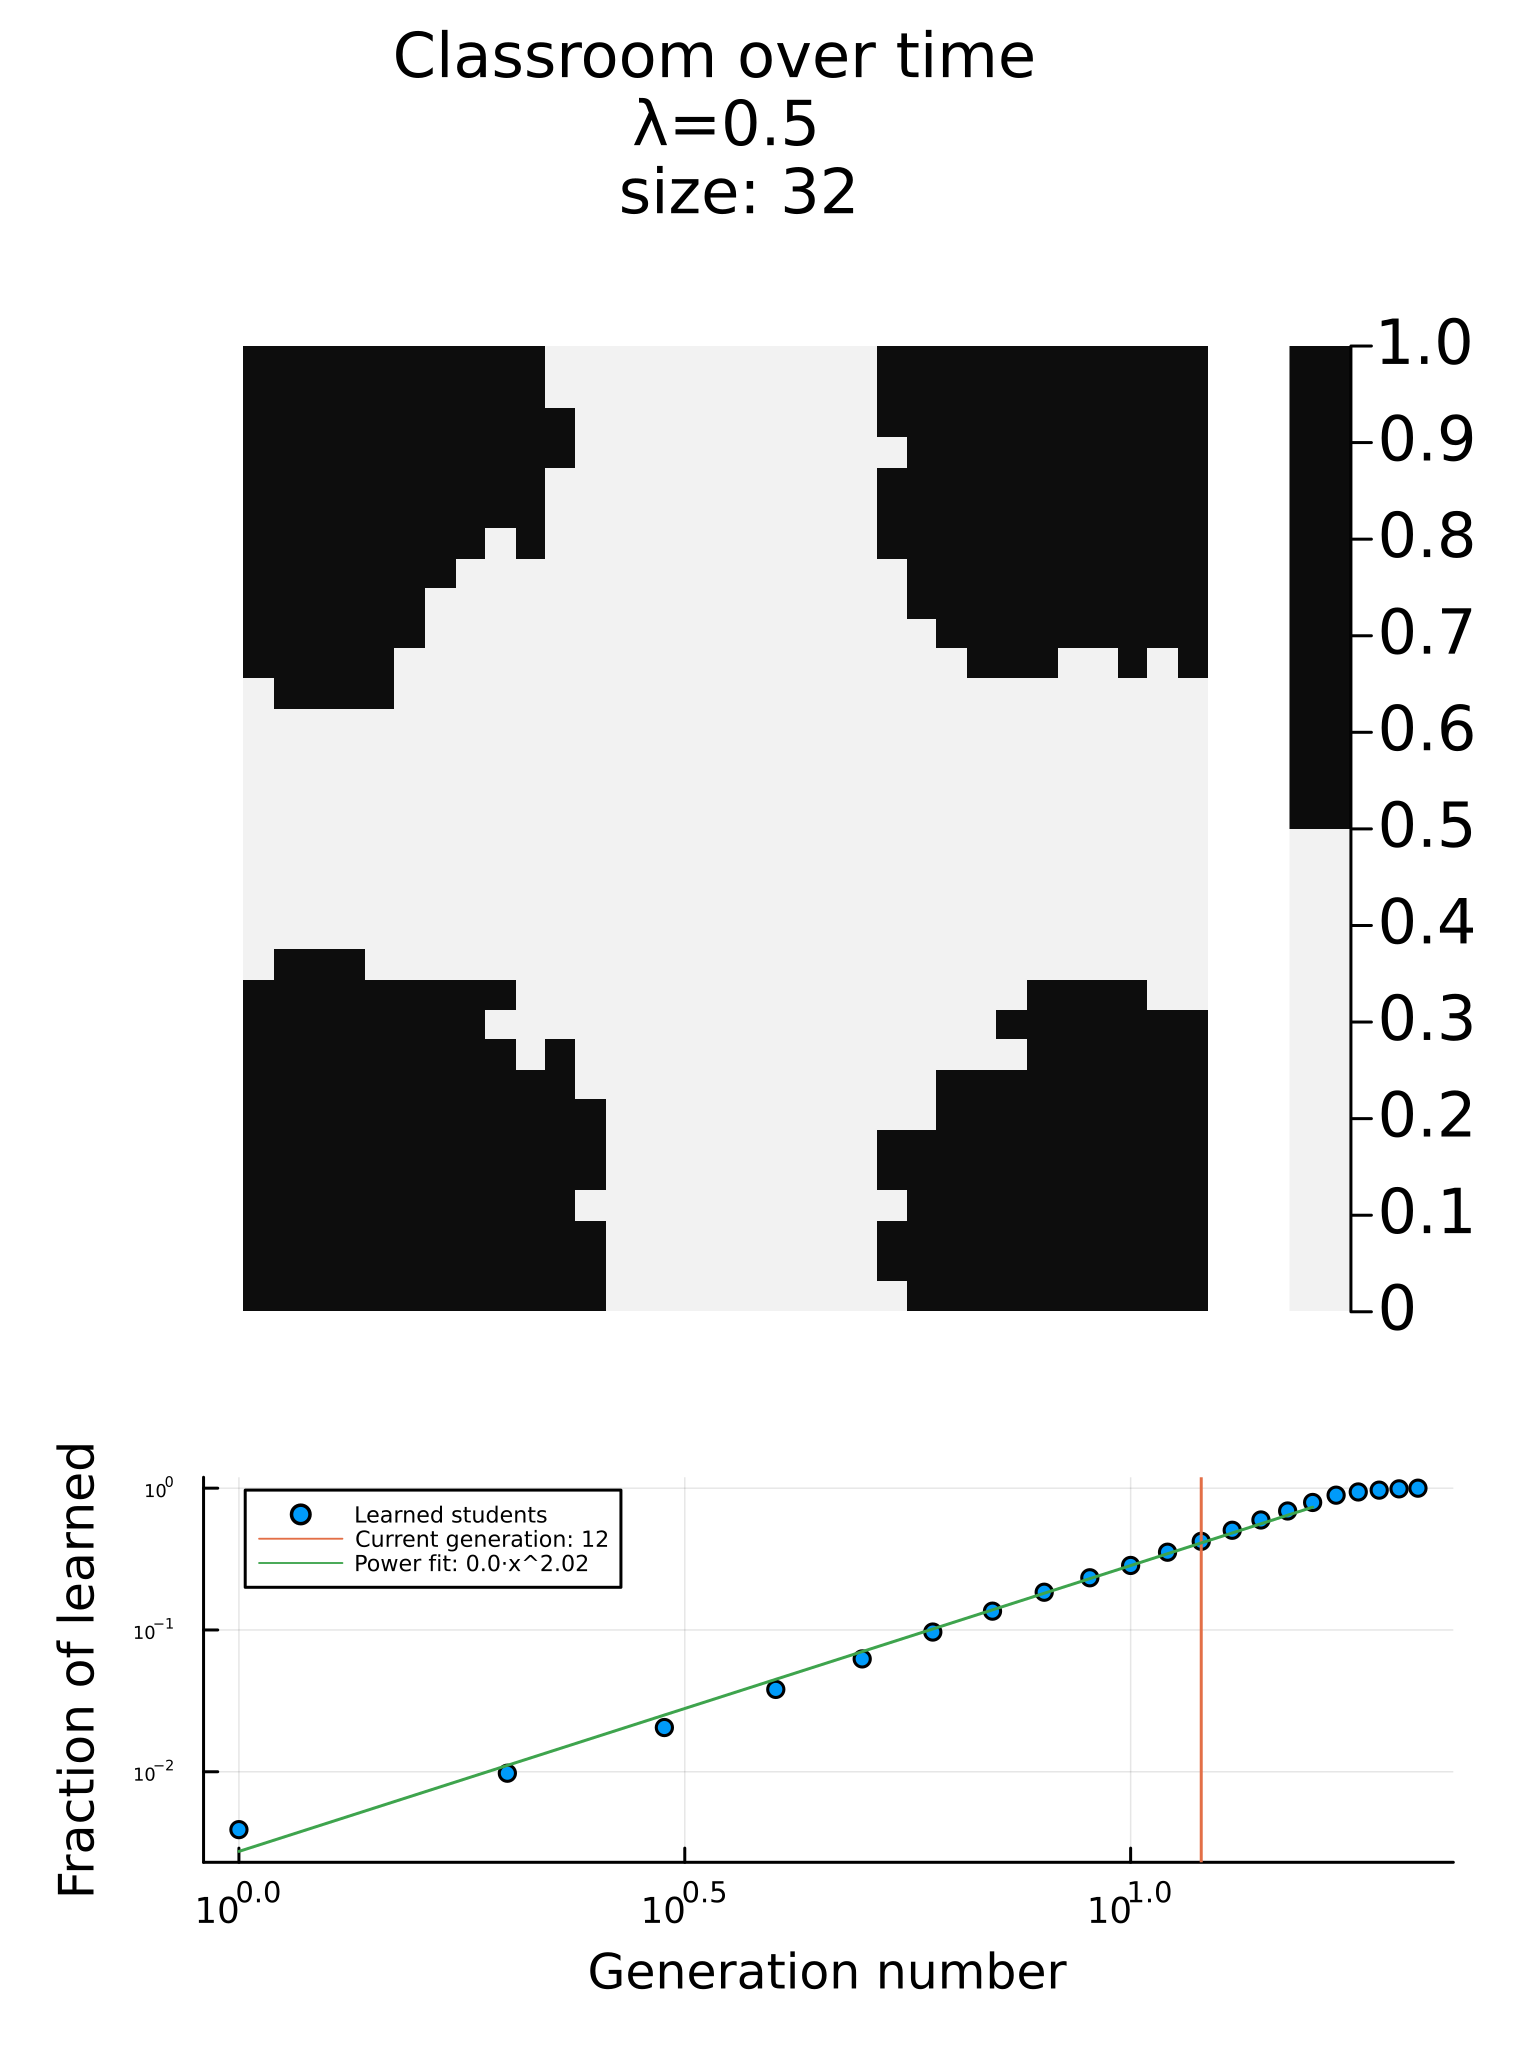 Classroom over time
λ=0.5
size: 32
1.0
0.9
0.8
0.7
0.6
0.5
0.4
0.3
0.2
0.1
0
Fraction of learned
10⁰
10⁻¹
10⁻²
Learned students
Current generation: 12
Power fit: 0.0·x^2.02
10^0.0
10^0.5
10^1.0
Generation number